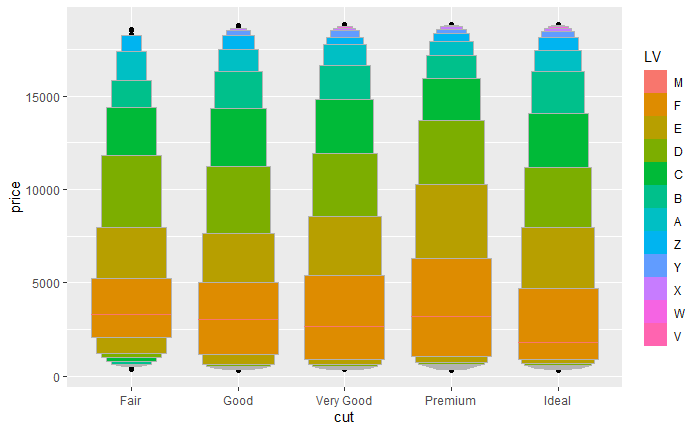 LV
M
F
E
D
C
B
A
Z
Y
X
W
V
price
15000
10000
5000
0
Fair Good Very Good Premium Ideal
cut